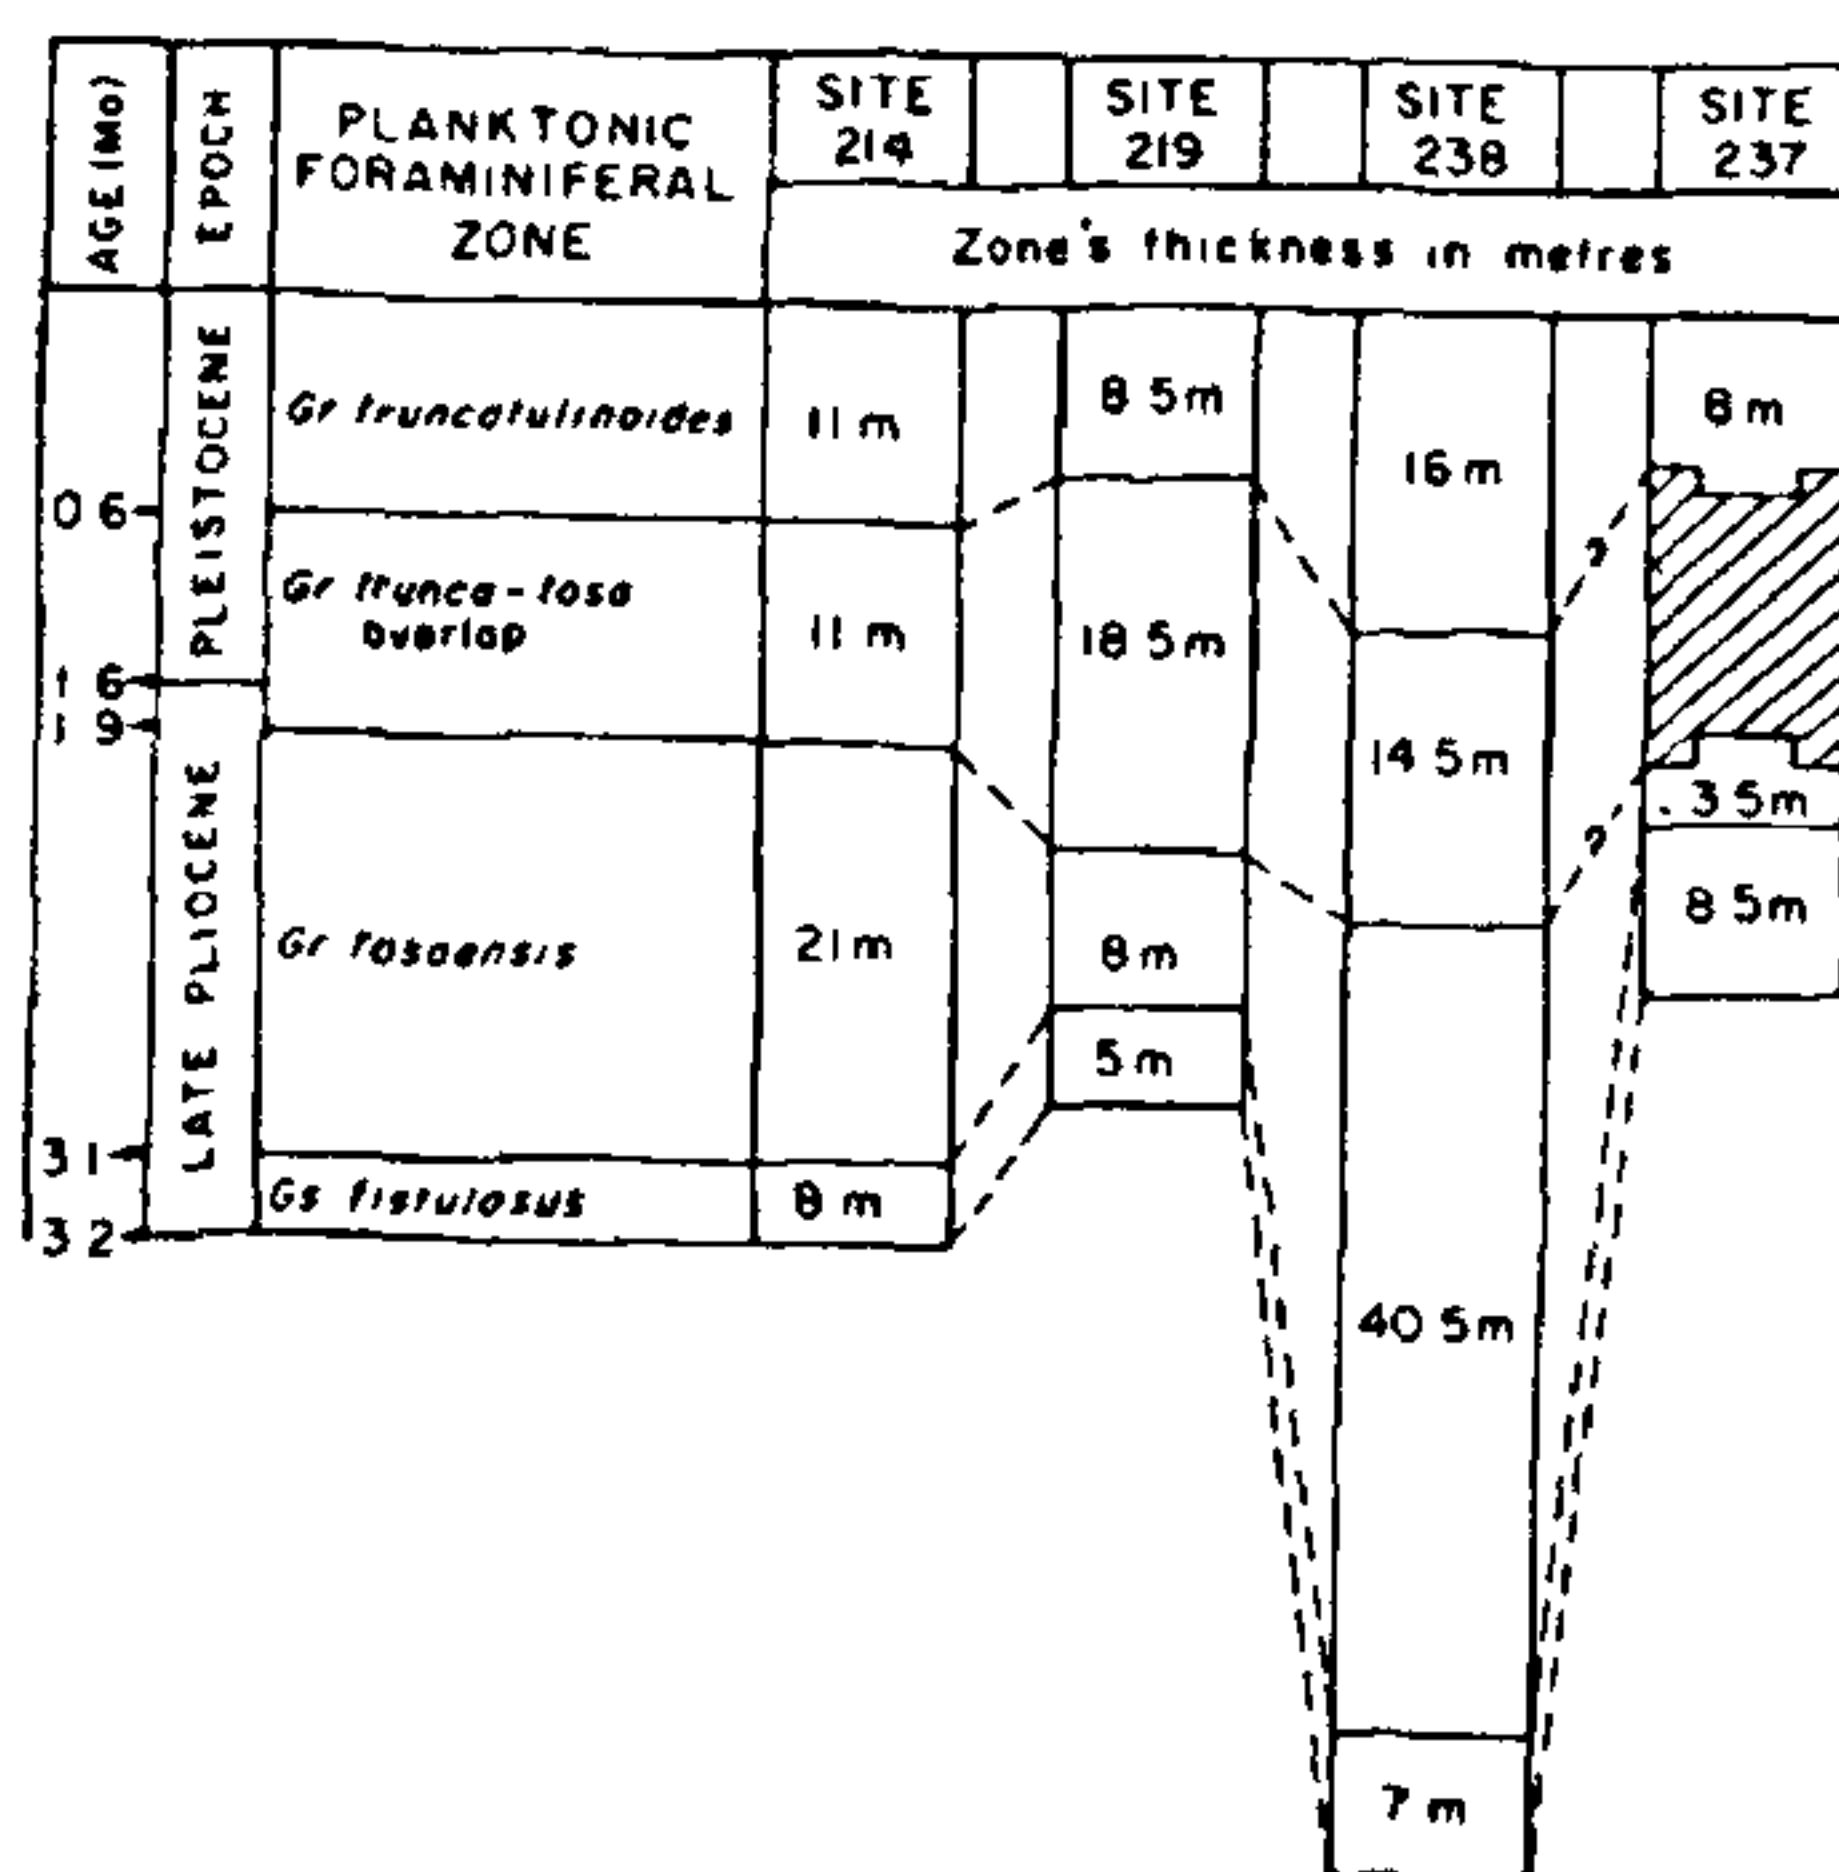 AGE (Ma)
EPOCH
PLANKTONIC
FORAMINIFERAL
ZONE
SITE
214
SITE
219
SITE
238
SITE
237
Zone's thickness in metres
PLEISTOCENE
LATE PLIOCENE
0 6
1 6
1 9
3 1
3 2
Gr truncatulinoides
11 m
8 5m
16 m
8 m
Gr trunca - tosa
overlap
11 m
18 5m
14 5m
?
?
3 5m
8 5m
Gr tosaensis
21 m
8 m
5 m
40 5m
Gs fistulosus
8 m
7 m